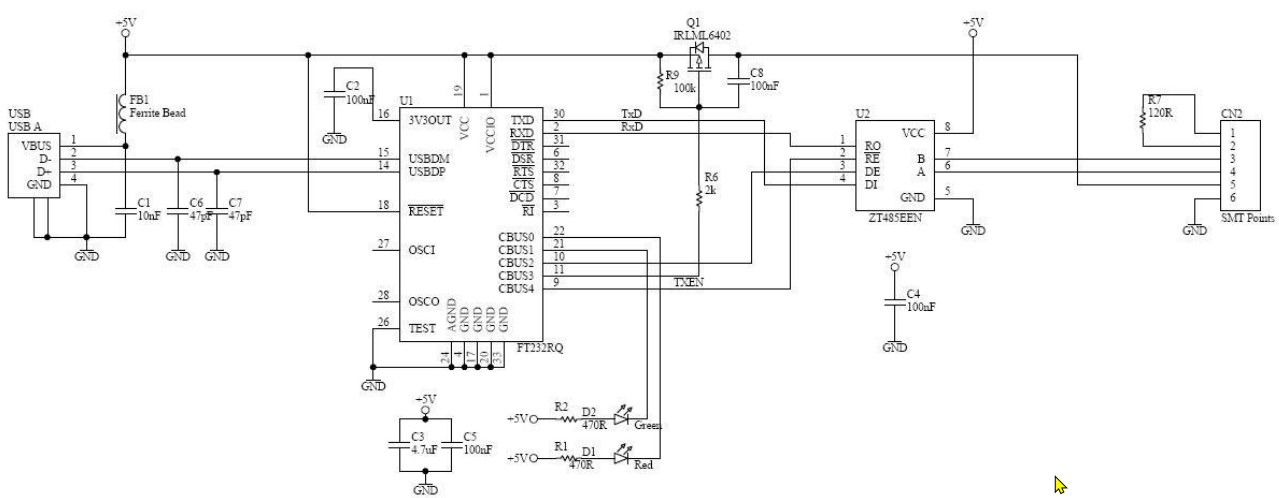 +5V
FB1
Ferrite Bead
USB
USB A
VBUS 1
D- 2
D+ 3
GND 4
C1
10nF
C6
47pF
C7
47pF
GND
GND
GND
C2
100nF
GND
U1
16 3V3OUT
15 USBDM
14 USBDP
18 RESET
27 OSCI
28 OSCO
26 TEST
19 VCC
1 VCCIO
TXD 30
RXD 2
DTR 31
DSR 6
RTS 32
CTS 8
DCD 7
RI 3
CBUS0 22
CBUS1 21
CBUS2 10
CBUS3 11
CBUS4 9
AGND 24
GND 4
GND 17
GND 20
GND 33
FT232RQ
GND
TxD
RxD
TXEN
Q1
IRLML6402
R9
100k
C8
100nF
R6
2k
+5V
U2
1 RO
2 RE
3 DE
4 DI
VCC 8
B 7
A 6
GND 5
ZT485EEN
GND
R7
120R
CN2
1
2
3
4
5
6
SMT Points
GND
+5V
C4
100nF
GND
+5V
C3
4.7uF
C5
100nF
GND
+5V R2
470R
D2
Green
+5V R1
470R
D1
Red